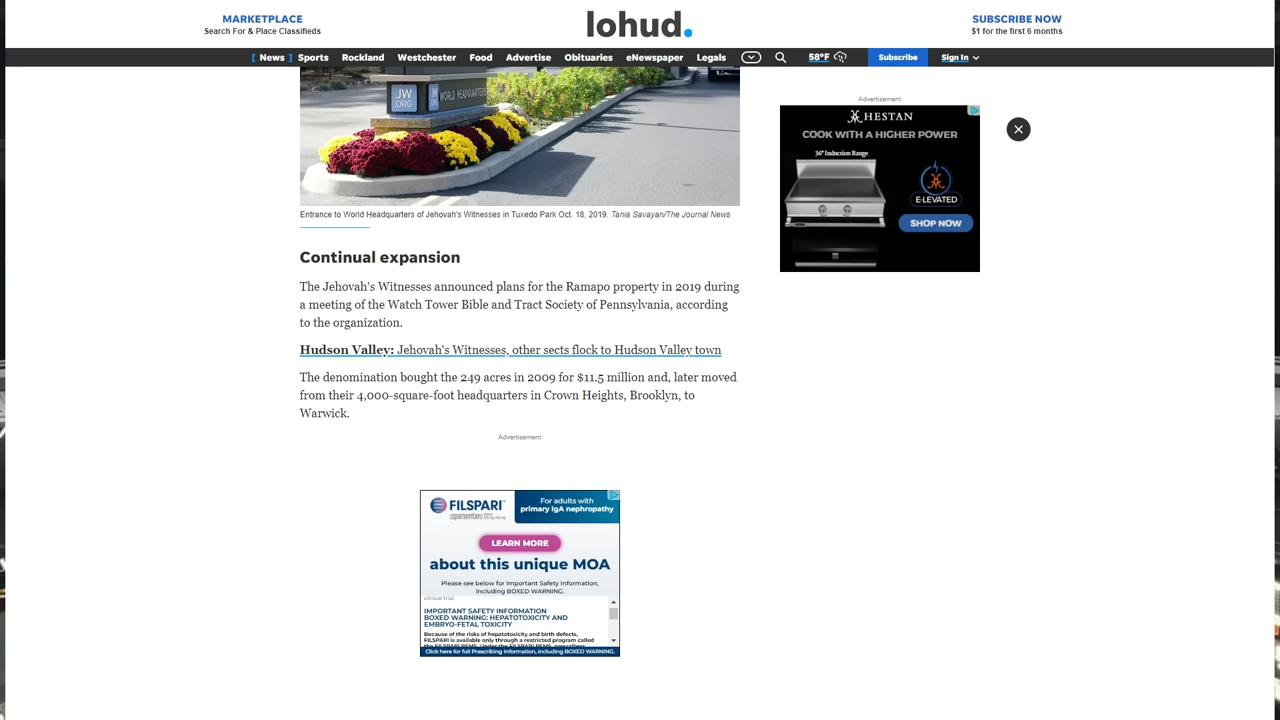 MARKETPLACE
Search For & Place Classifieds
lohud.
SUBSCRIBE NOW
$1 for the first 6 months
[ News ] Sports Rockland Westchester Food Advertise Obituaries eNewspaper Legals 58°F Subscribe Sign In
JW
.ORG
WORLD HEADQUARTERS
Entrance to World Headquarters of Jehovah's Witnesses in Tuxedo Park Oct. 18, 2019. Tania Savayan/The Journal News
Continual expansion
The Jehovah's Witnesses announced plans for the Ramapo property in 2019 during
a meeting of the Watch Tower Bible and Tract Society of Pennsylvania, according
to the organization.
Hudson Valley: Jehovah's Witnesses, other sects flock to Hudson Valley town
The denomination bought the 249 acres in 2009 for $11.5 million and, later moved
from their 4,000-square-foot headquarters in Crown Heights, Brooklyn, to
Warwick.
Advertisement
FILSPARI
(sparsentan)
For adults with
primary IgA nephropathy
LEARN MORE
about this unique MOA
Please see below for Important Safety Information,
including BOXED WARNING.
clinical trial.
IMPORTANT SAFETY INFORMATION
BOXED WARNING: HEPATOTOXICITY AND
EMBRYO-FETAL TOXICITY
Because of the risks of hepatotoxicity and birth defects,
FILSPARI is available only through a restricted program called
Click here for full Prescribing Information, including BOXED WARNING.
Advertisement
HESTAN
COOK WITH A HIGHER POWER
36" Induction Range
E-LEVATED
SHOP NOW